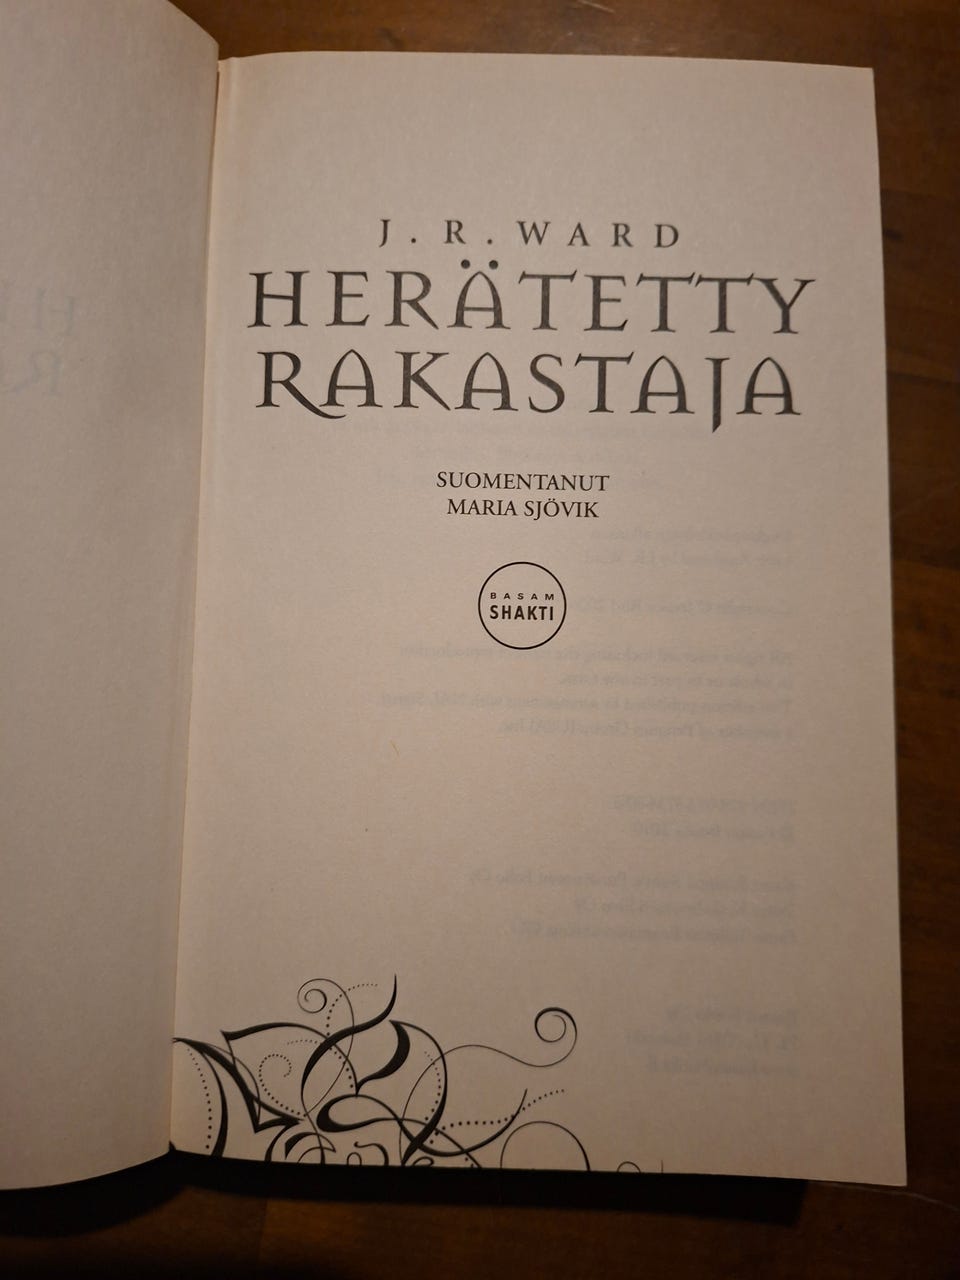 J.R.WARD
HERÄTETTY
RAKASTAJA
SUOMENTANUT
MARIA SJÖVIK
BASAM
SHAKTI